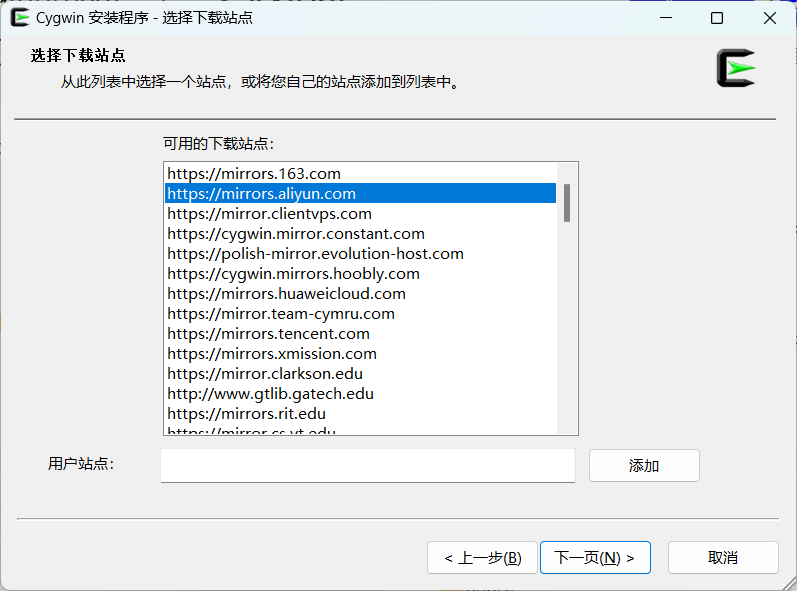 Cygwin 安装程序 - 选择下载站点
选择下载站点
从此列表中选择一个站点，或将您自己的站点添加到列表中。
可用的下载站点：
https://mirrors.163.com
https://mirrors.aliyun.com
https://mirror.clientvps.com
https://cygwin.mirror.constant.com
https://polish-mirror.evolution-host.com
https://cygwin.mirrors.hoobly.com
https://mirrors.huaweicloud.com
https://mirror.team-cymru.com
https://mirrors.tencent.com
https://mirrors.xmission.com
https://mirror.clarkson.edu
http://www.gtlib.gatech.edu
https://mirrors.rit.edu
https://mirror.cs.vt.edu
用户站点：
添加
< 上一步(B)
下一页(N) >
取消